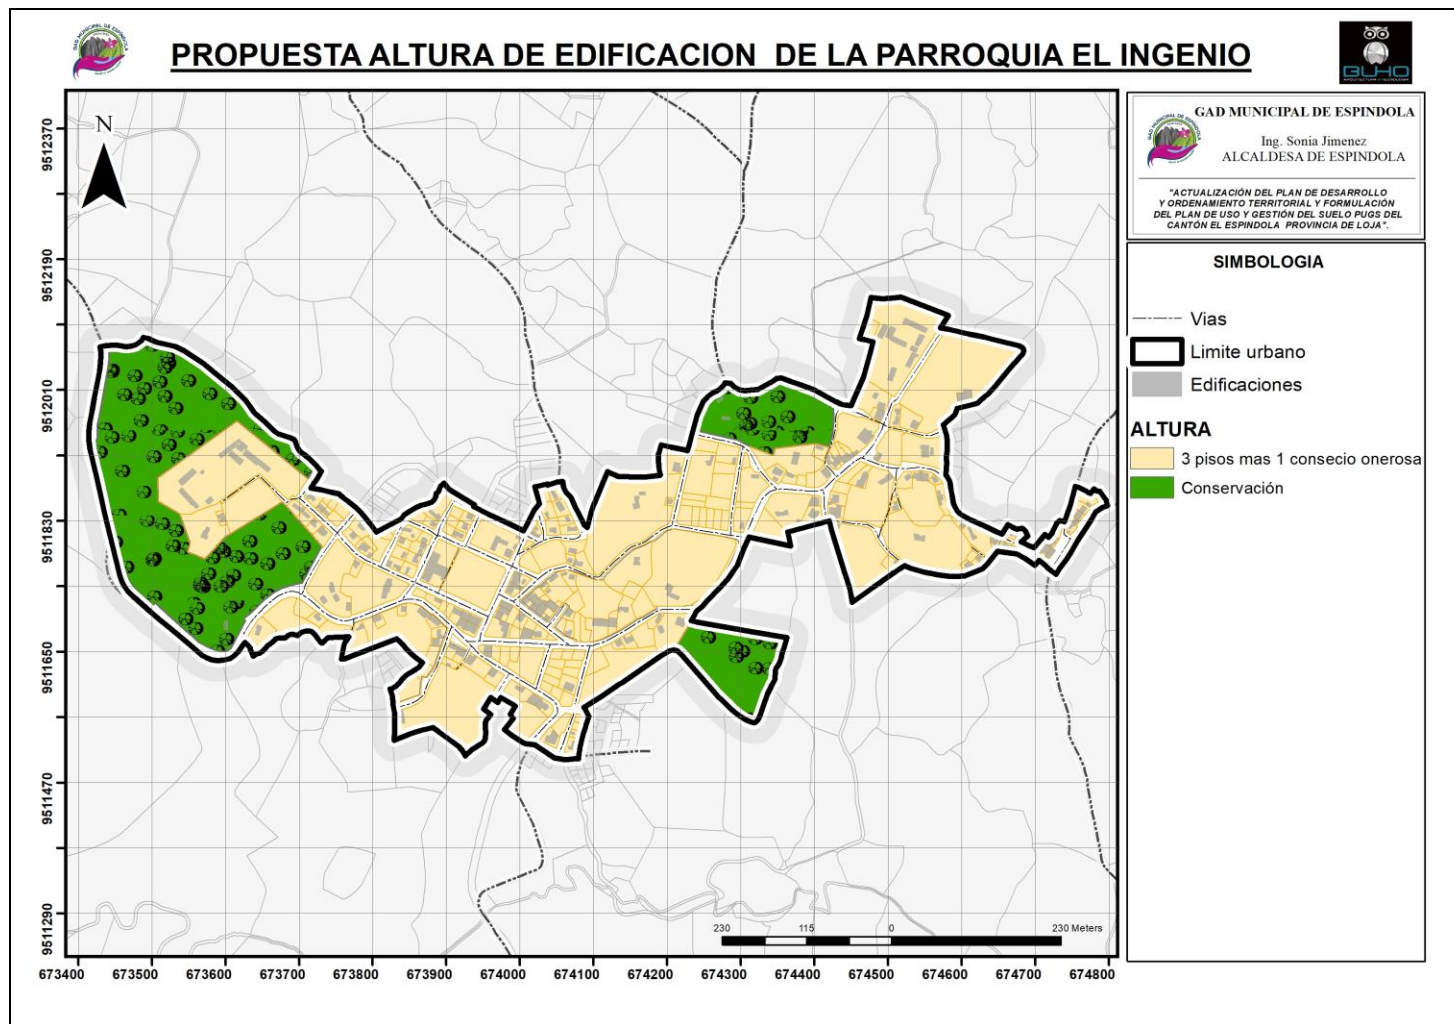 PROPUESTA ALTURA DE EDIFICACION DE LA PARROQUIA EL INGENIO
BUHO
GAD MUNICIPAL DE ESPINDOLA
Ing. Sonia Jimenez
ALCALDESA DE ESPINDOLA
"ACTUALIZACIÓN DEL PLAN DE DESARROLLO
Y ORDENAMIENTO TERRITORIAL Y FORMULACIÓN
DEL PLAN DE USO Y GESTIÓN DEL SUELO PUGS DEL
CANTÓN EL ESPINDOLA PROVINCIA DE LOJA".
SIMBOLOGIA
Vias
Limite urbano
Edificaciones
ALTURA
3 pisos mas 1 consecio onerosa
Conservación
N
9512370
9512190
9512010
9511830
9511650
9511470
9511290
230 115 0 230 Meters
673400 673500 673600 673700 673800 673900 674000 674100 674200 674300 674400 674500 674600 674700 674800